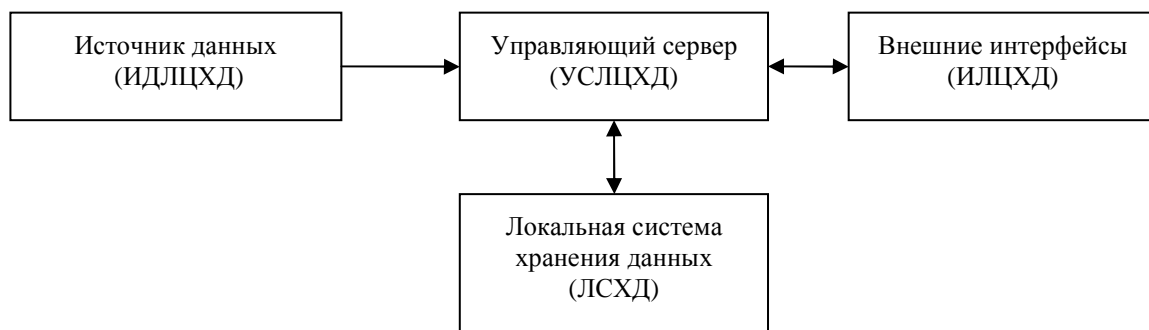 Источник данных
(ИДЛЦХД)
Управляющий сервер
(УСЛЦХД)
Внешние интерфейсы
(ИЛЦХД)
Локальная система
хранения данных
(ЛСХД)